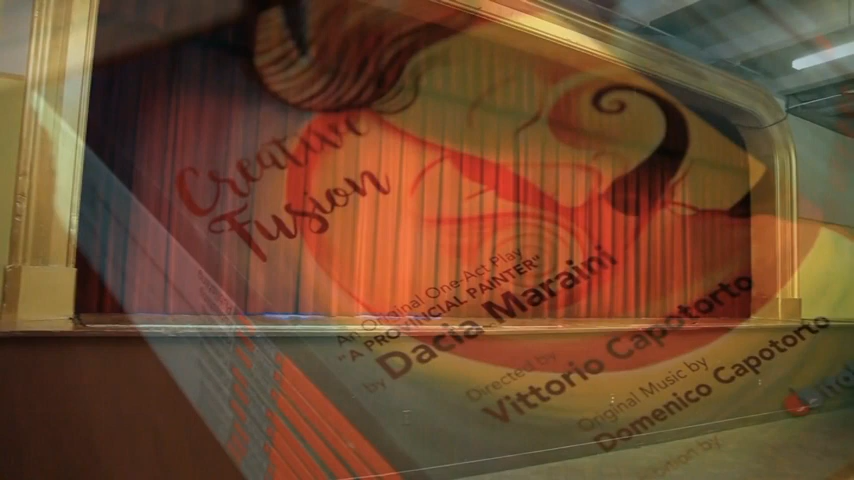 Creative
Fusion
An Original One-Act Play
"A PROVINCIAL PAINTER"
by Dacia Maraini
Directed by
Vittorio Capotorto
Original Music by
Domenico Capotorto
by